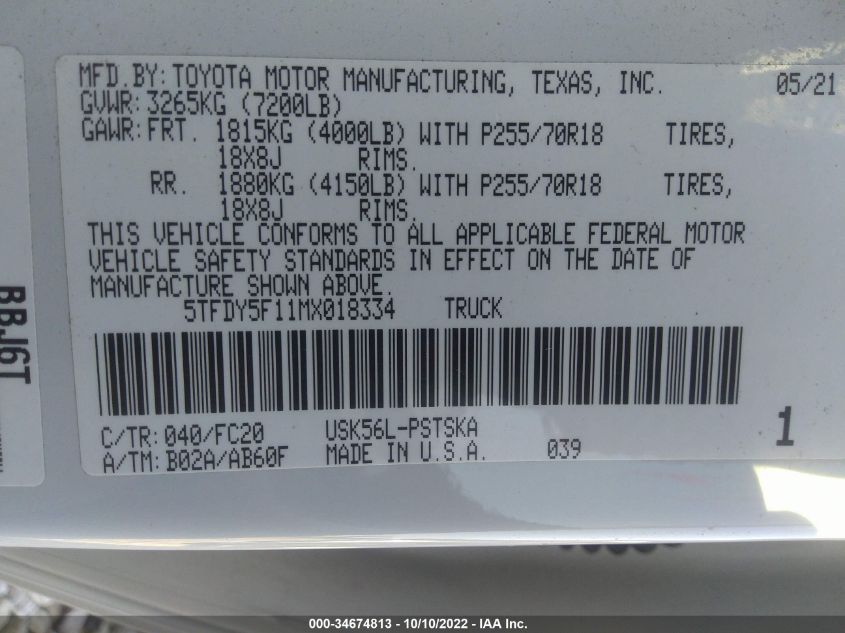 MFD.BY: TOYOTA MOTOR MANUFACTURING, TEXAS, INC. 05/21
GVWR: 3265KG (7200LB)
GAWR: FRT. 1815KG (4000LB) WITH P255/70R18 TIRES,
18X8J RIMS.
RR. 1880KG (4150LB) WITH P255/70R18 TIRES,
18X8J RIMS.
THIS VEHICLE CONFORMS TO ALL APPLICABLE FEDERAL MOTOR
VEHICLE SAFETY STANDARDS IN EFFECT ON THE DATE OF
MANUFACTURE SHOWN ABOVE.
5TFDY5F11MX018334 TRUCK
C/TR: 040/FC20 USK56L-PSTSKA 1
A/TM: B02A/AB60F MADE IN U.S.A. 039
BBJ6T
000-34674813 - 10/10/2022 - IAA Inc.